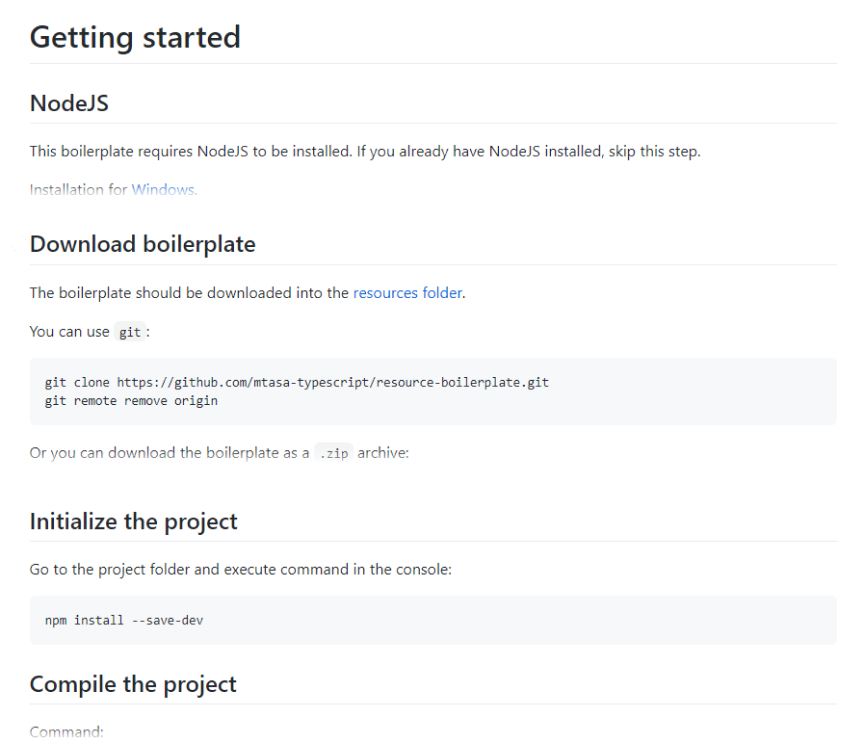 Getting started
NodeJS
This boilerplate requires NodeJS to be installed. If you already have NodeJS installed, skip this step.
Installation for Windows.
Download boilerplate
The boilerplate should be downloaded into the resources folder.
You can use git :
git clone https://github.com/mtasa-typescript/resource-boilerplate.git
git remote remove origin
Or you can download the boilerplate as a .zip archive:
Initialize the project
Go to the project folder and execute command in the console:
npm install --save-dev
Compile the project
Command: